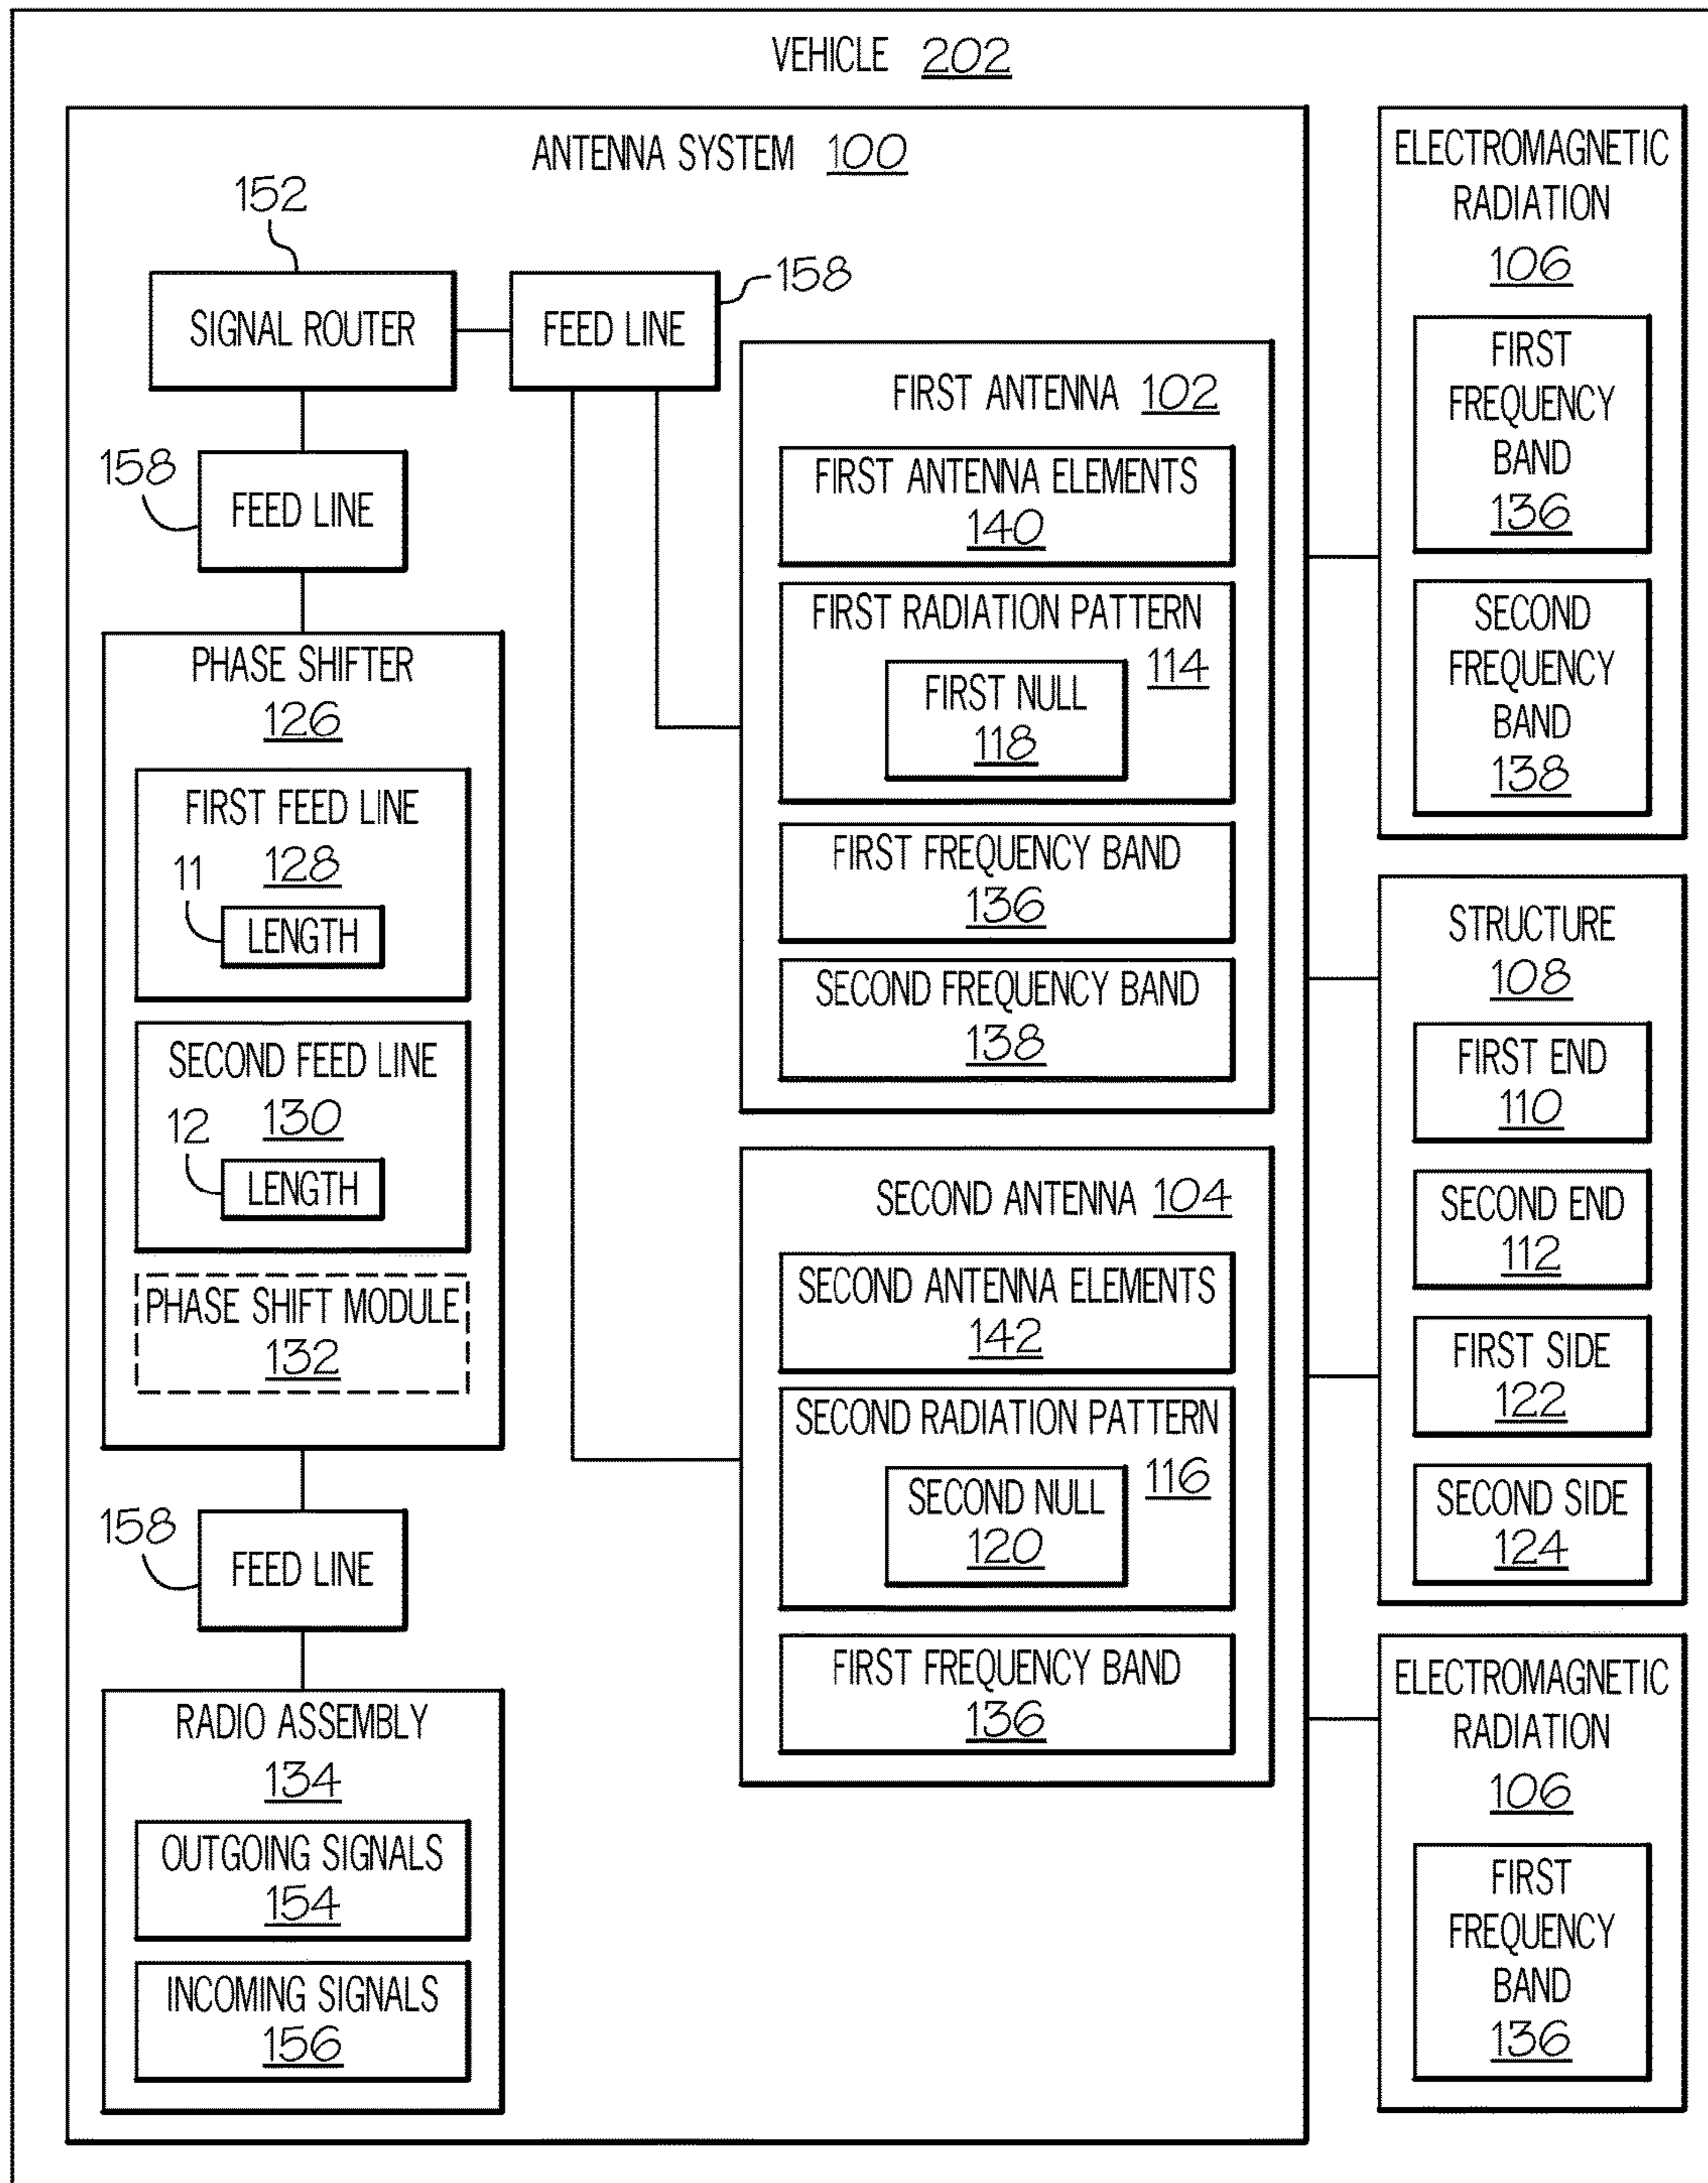 VEHICLE 202
ANTENNA SYSTEM 100
152
SIGNAL ROUTER
FEED LINE
158
158
FEED LINE
PHASE SHIFTER
126
FIRST FEED LINE
128
11
LENGTH
SECOND FEED LINE
130
12
LENGTH
PHASE SHIFT MODULE
132
158
FEED LINE
RADIO ASSEMBLY
134
OUTGOING SIGNALS
154
INCOMING SIGNALS
156
FIRST ANTENNA 102
FIRST ANTENNA ELEMENTS
140
FIRST RADIATION PATTERN
114
FIRST NULL
118
FIRST FREQUENCY BAND
136
SECOND FREQUENCY BAND
138
SECOND ANTENNA 104
SECOND ANTENNA ELEMENTS
142
SECOND RADIATION PATTERN
116
SECOND NULL
120
FIRST FREQUENCY BAND
136
ELECTROMAGNETIC
RADIATION
106
FIRST
FREQUENCY
BAND
136
SECOND
FREQUENCY
BAND
138
STRUCTURE
108
FIRST END
110
SECOND END
112
FIRST SIDE
122
SECOND SIDE
124
ELECTROMAGNETIC
RADIATION
106
FIRST
FREQUENCY
BAND
136